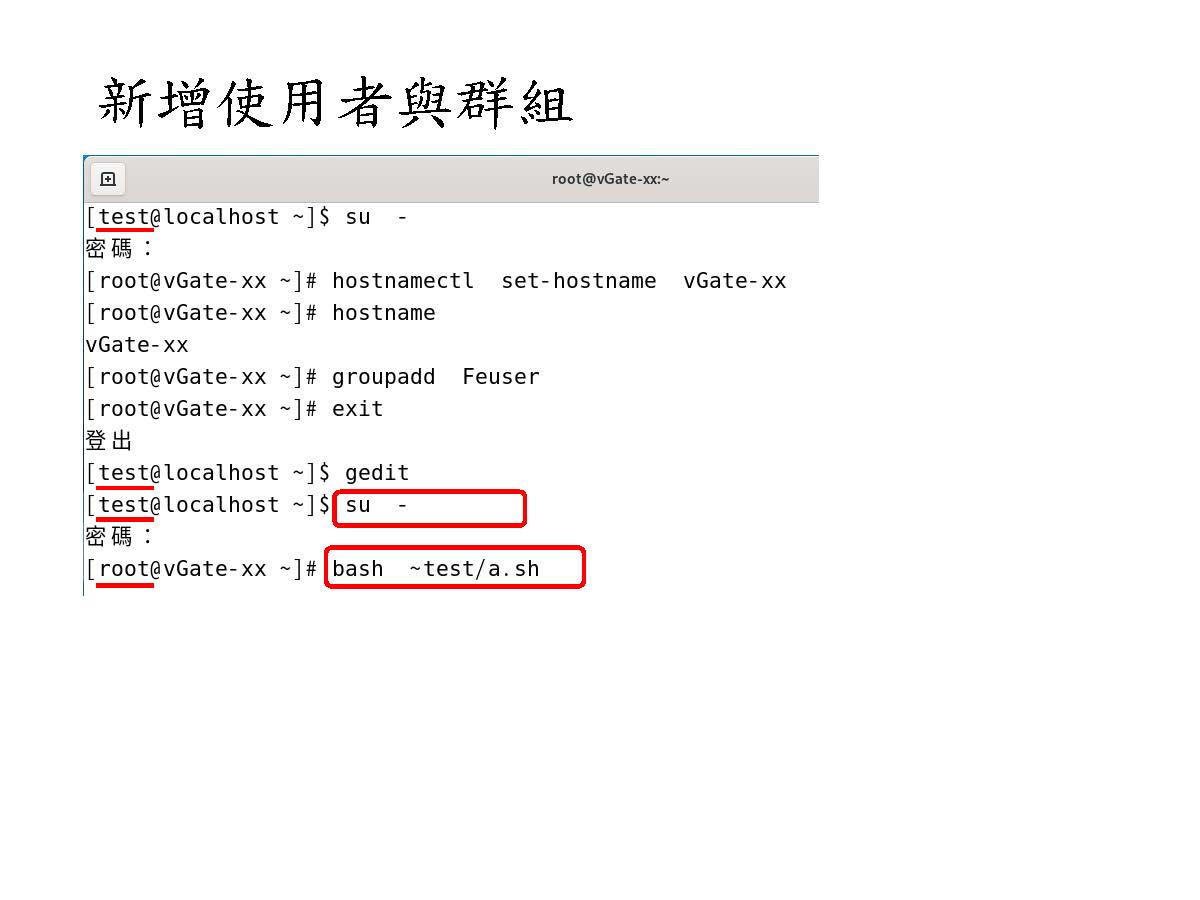 新增使用者與群組
root@vGate-xx:~
[test@localhost ~]$ su  -
密碼：
[root@vGate-xx ~]# hostnamectl  set-hostname  vGate-xx
[root@vGate-xx ~]# hostname
vGate-xx
[root@vGate-xx ~]# groupadd  Feuser
[root@vGate-xx ~]# exit
登出
[test@localhost ~]$ gedit
[test@localhost ~]$ su  -
密碼：
[root@vGate-xx ~]# bash  ~test/a.sh